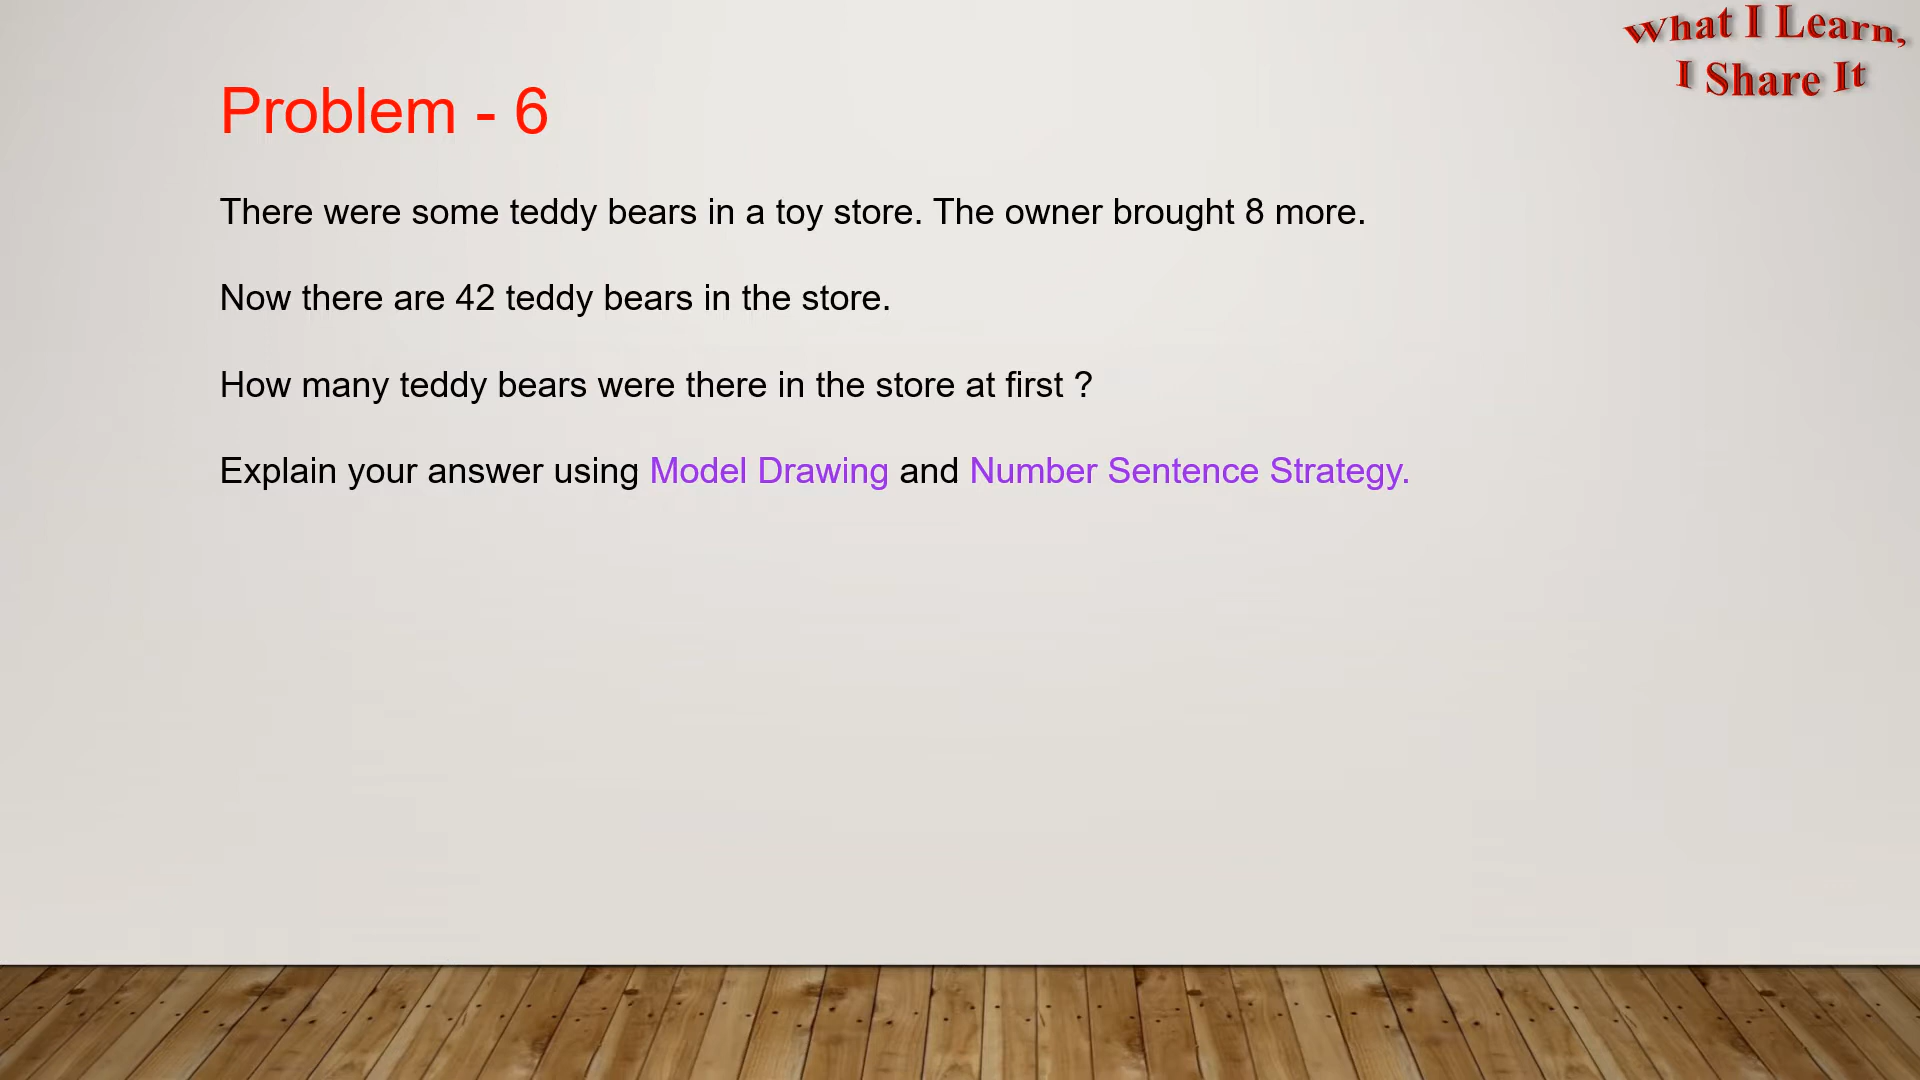 What I Learn,
I Share It
Problem - 6
There were some teddy bears in a toy store. The owner brought 8 more.
Now there are 42 teddy bears in the store.
How many teddy bears were there in the store at first ?
Explain your answer using Model Drawing and Number Sentence Strategy.